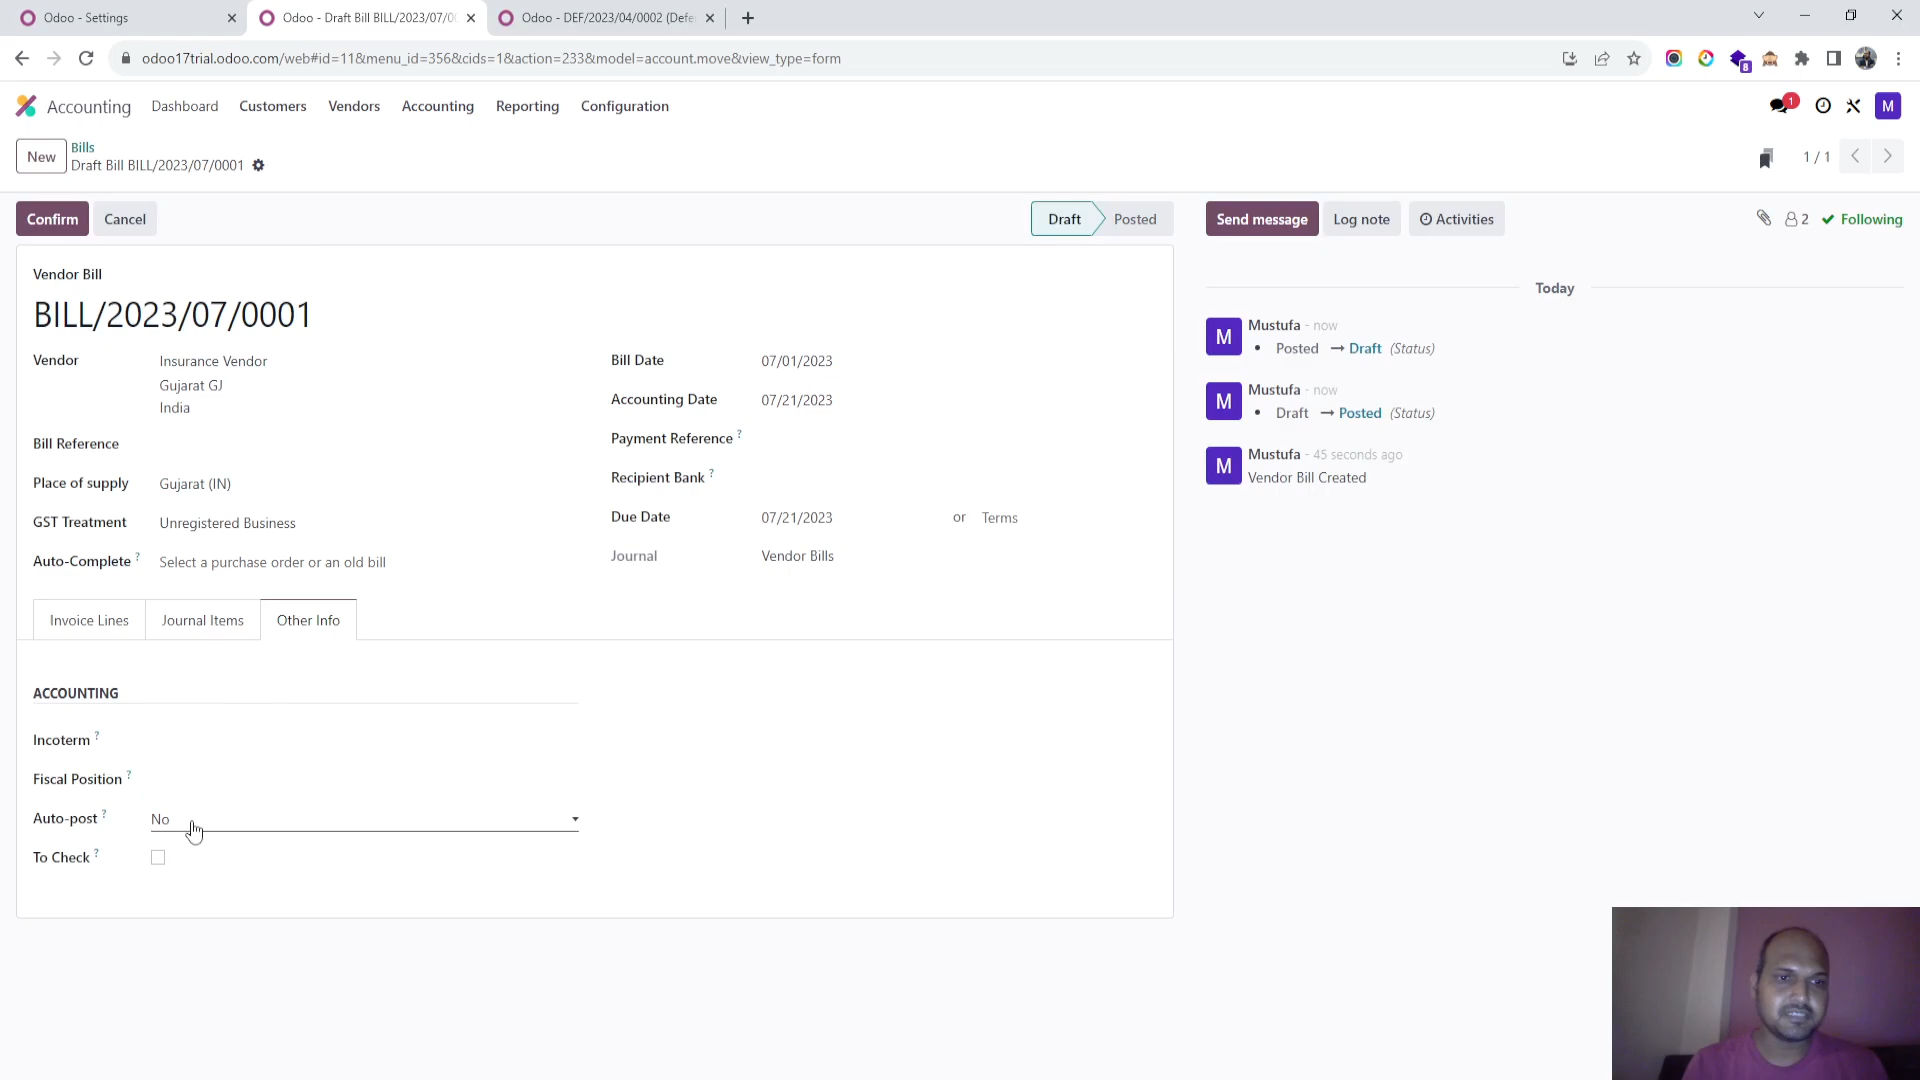 Odoo - Settings
Odoo - Draft Bill BILL/2023/07/00
Odoo - DEF/2023/04/0002 (Defe
odoo17trial.odoo.com/web#id=11&menu_id=356&cids=1&action=233&model=account.move&view_type=form
8
Accounting Dashboard Customers Vendors Accounting Reporting Configuration
1
M
New
Bills
Draft Bill BILL/2023/07/0001
1 / 1
Confirm Cancel
Draft Posted
Send message Log note Activities
2 Following
Vendor Bill
BILL/2023/07/0001
Vendor Insurance Vendor
Gujarat GJ
India
Bill Reference
Place of supply Gujarat (IN)
GST Treatment Unregistered Business
Auto-Complete ? Select a purchase order or an old bill
Bill Date 07/01/2023
Accounting Date 07/21/2023
Payment Reference ?
Recipient Bank ?
Due Date 07/21/2023 or Terms
Journal Vendor Bills
Invoice Lines Journal Items Other Info
ACCOUNTING
Incoterm ?
Fiscal Position ?
Auto-post ? No
To Check ?
Today
M
Mustufa - now
• Posted → Draft (Status)
M
Mustufa - now
• Draft → Posted (Status)
M
Mustufa - 45 seconds ago
Vendor Bill Created